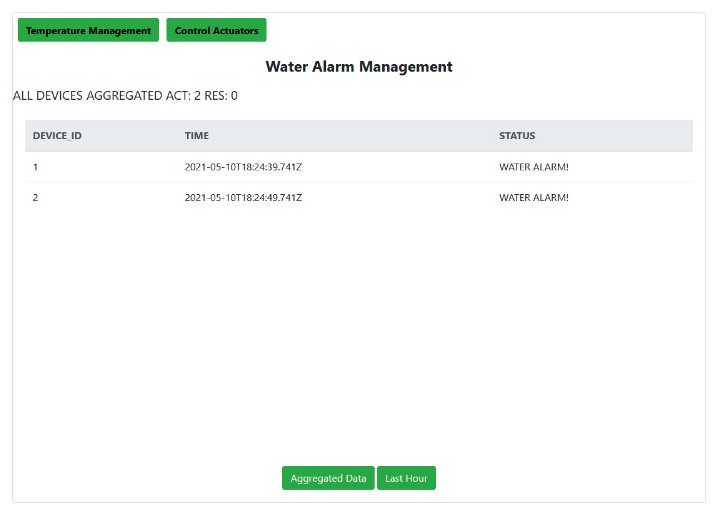 Temperature Management Control Actuators
Water Alarm Management
ALL DEVICES AGGREGATED ACT: 2 RES: 0
DEVICE_ID TIME STATUS
1 2021-05-10T18:24:39.741Z WATER ALARM!
2 2021-05-10T18:24:49.741Z WATER ALARM!
Aggregated Data Last Hour